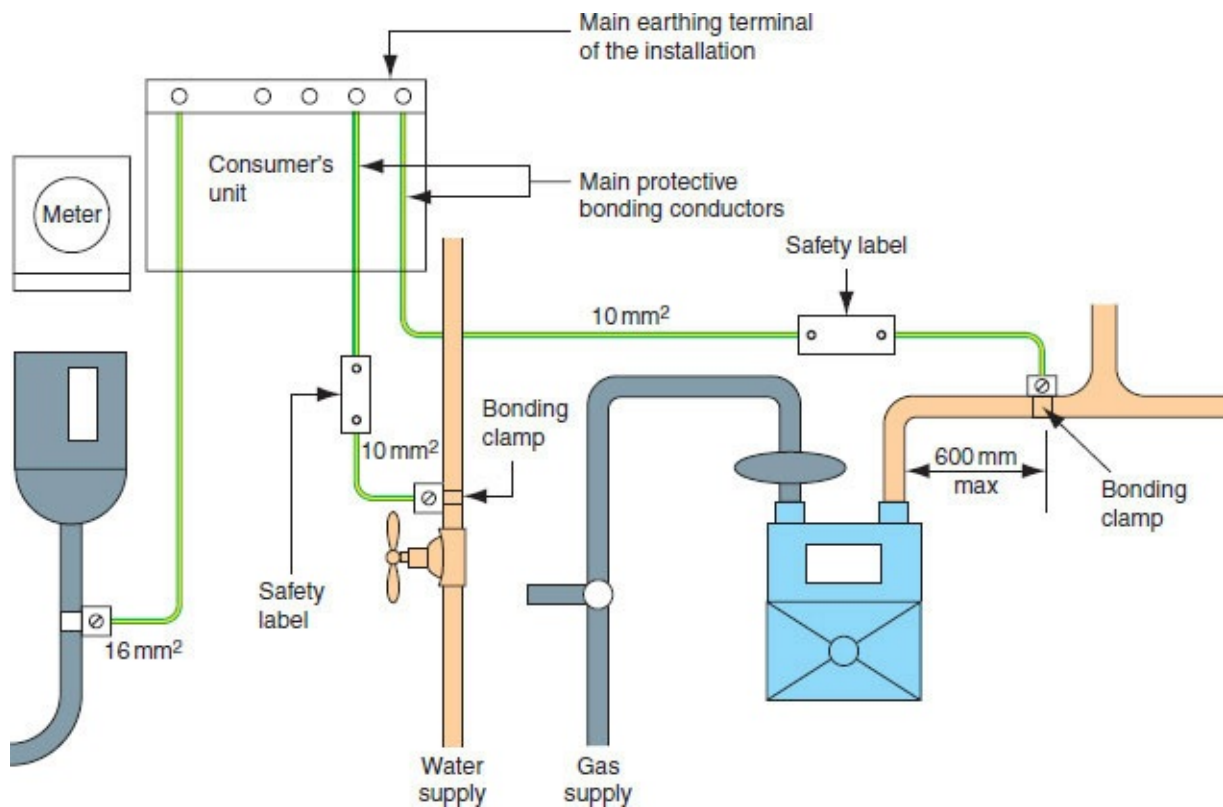 Main earthing terminal
of the installation
Consumer's
unit
Meter
Main protective
bonding conductors
Safety label
10 mm²
Bonding
clamp
10 mm²
600 mm
max
Bonding
clamp
Safety
label
16 mm²
Water
supply
Gas
supply